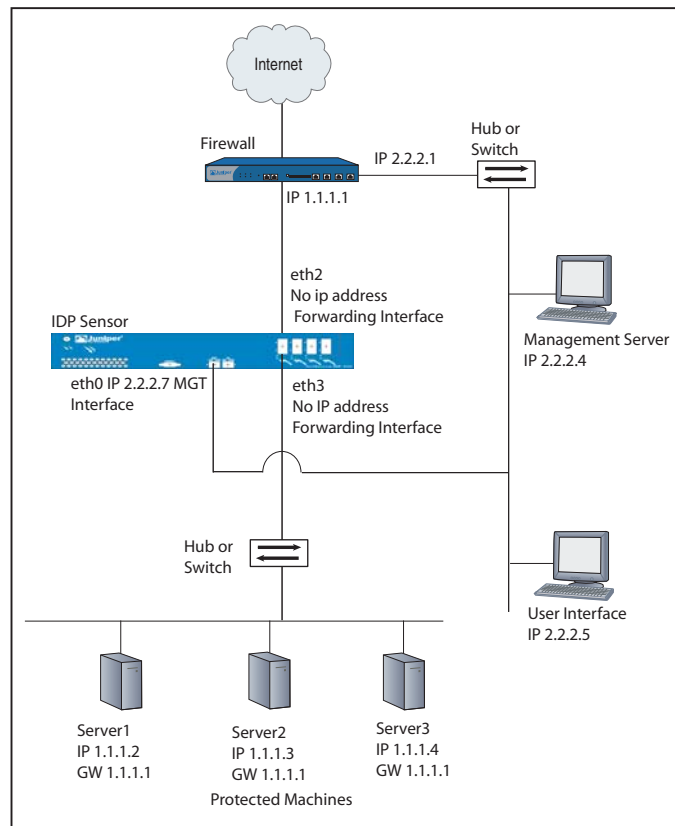 Internet
Firewall
IP 2.2.2.1
Hub or
Switch
IP 1.1.1.1
eth2
No ip address
Forwarding Interface
IDP Sensor
Juniper
Management Server
IP 2.2.2.4
eth0 IP 2.2.2.7 MGT
Interface
eth3
No IP address
Forwarding Interface
Hub or
Switch
User Interface
IP 2.2.2.5
Server1
IP 1.1.1.2
GW 1.1.1.1
Server2
IP 1.1.1.3
GW 1.1.1.1
Server3
IP 1.1.1.4
GW 1.1.1.1
Protected Machines